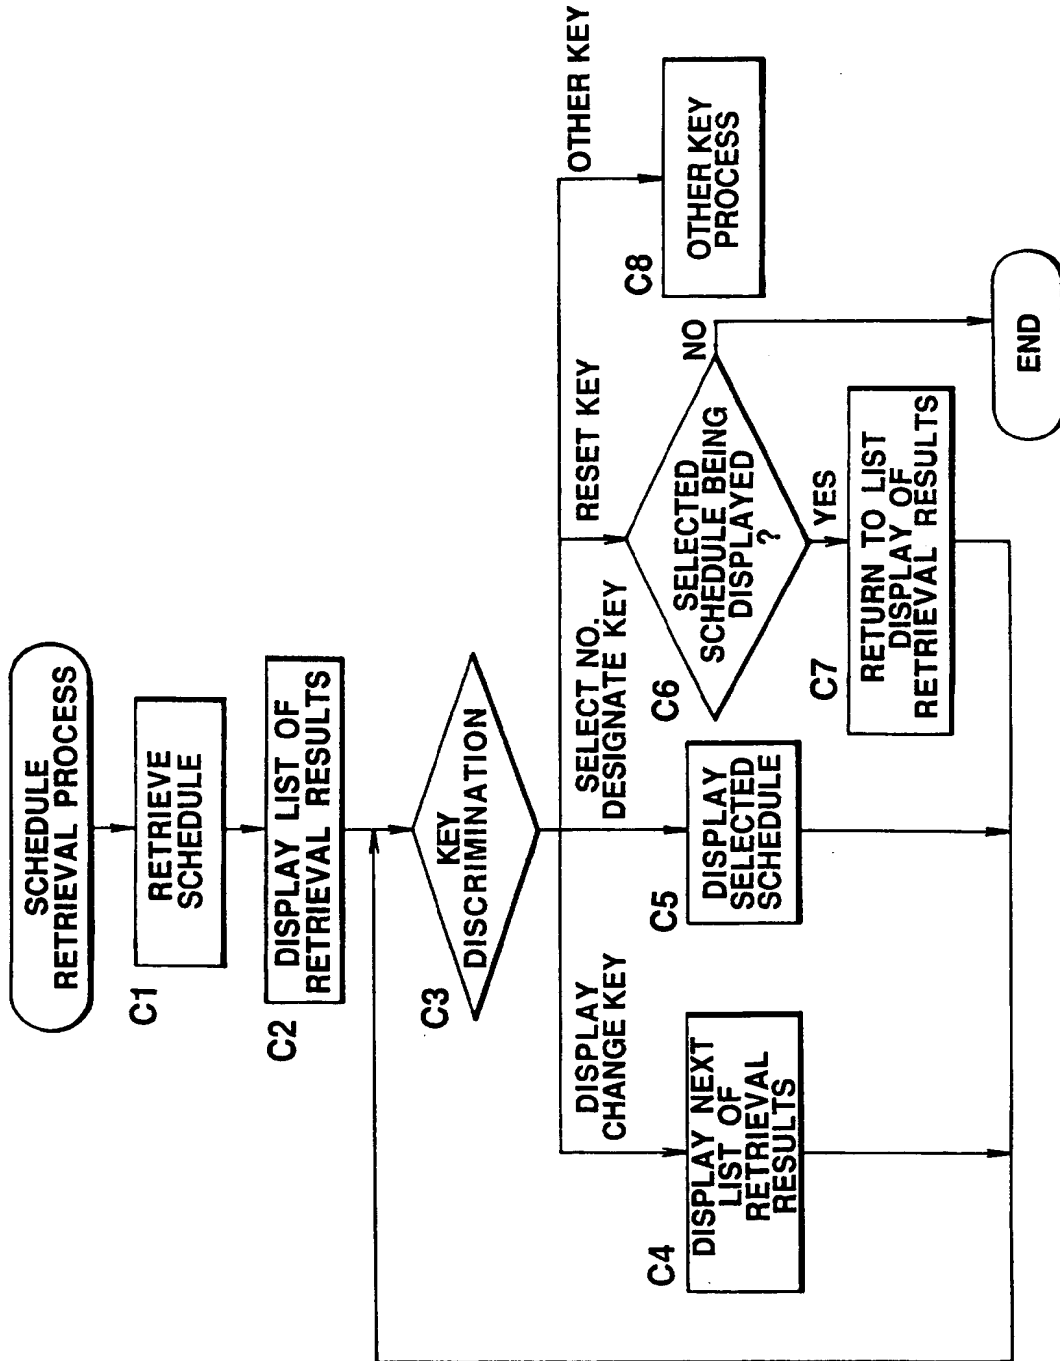 SCHEDULE
RETRIEVAL PROCESS
C1
RETRIEVE
SCHEDULE
C2
DISPLAY LIST OF
RETRIEVAL RESULTS
C3
KEY
DISCRIMINATION
DISPLAY
CHANGE KEY
SELECT NO.
DESIGNATE KEY
RESET KEY
OTHER KEY
C4
DISPLAY NEXT
LIST OF
RETRIEVAL
RESULTS
C5
DISPLAY
SELECTED
SCHEDULE
C6
SELECTED
SCHEDULE BEING
DISPLAYED
?
NO
YES
C7
RETURN TO LIST
DISPLAY OF
RETRIEVAL RESULTS
C8
OTHER KEY
PROCESS
END